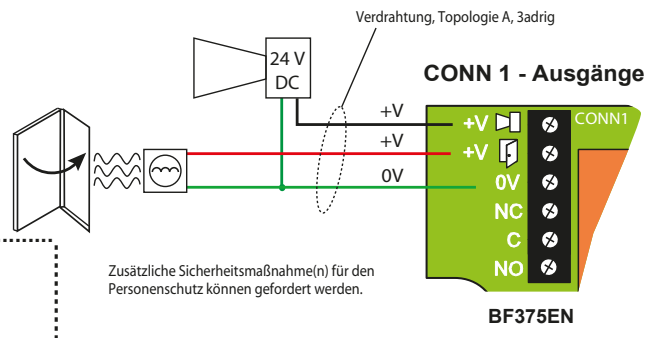 Verdrahtung, Topologie A, 3adrig
24 V
DC
CONN 1 - Ausgänge
+V
+V
0V
+V
CONN1
+V
0V
NC
C
NO
Zusätzliche Sicherheitsmaßnahme(n) für den
Personenschutz können gefordert werden.
BF375EN